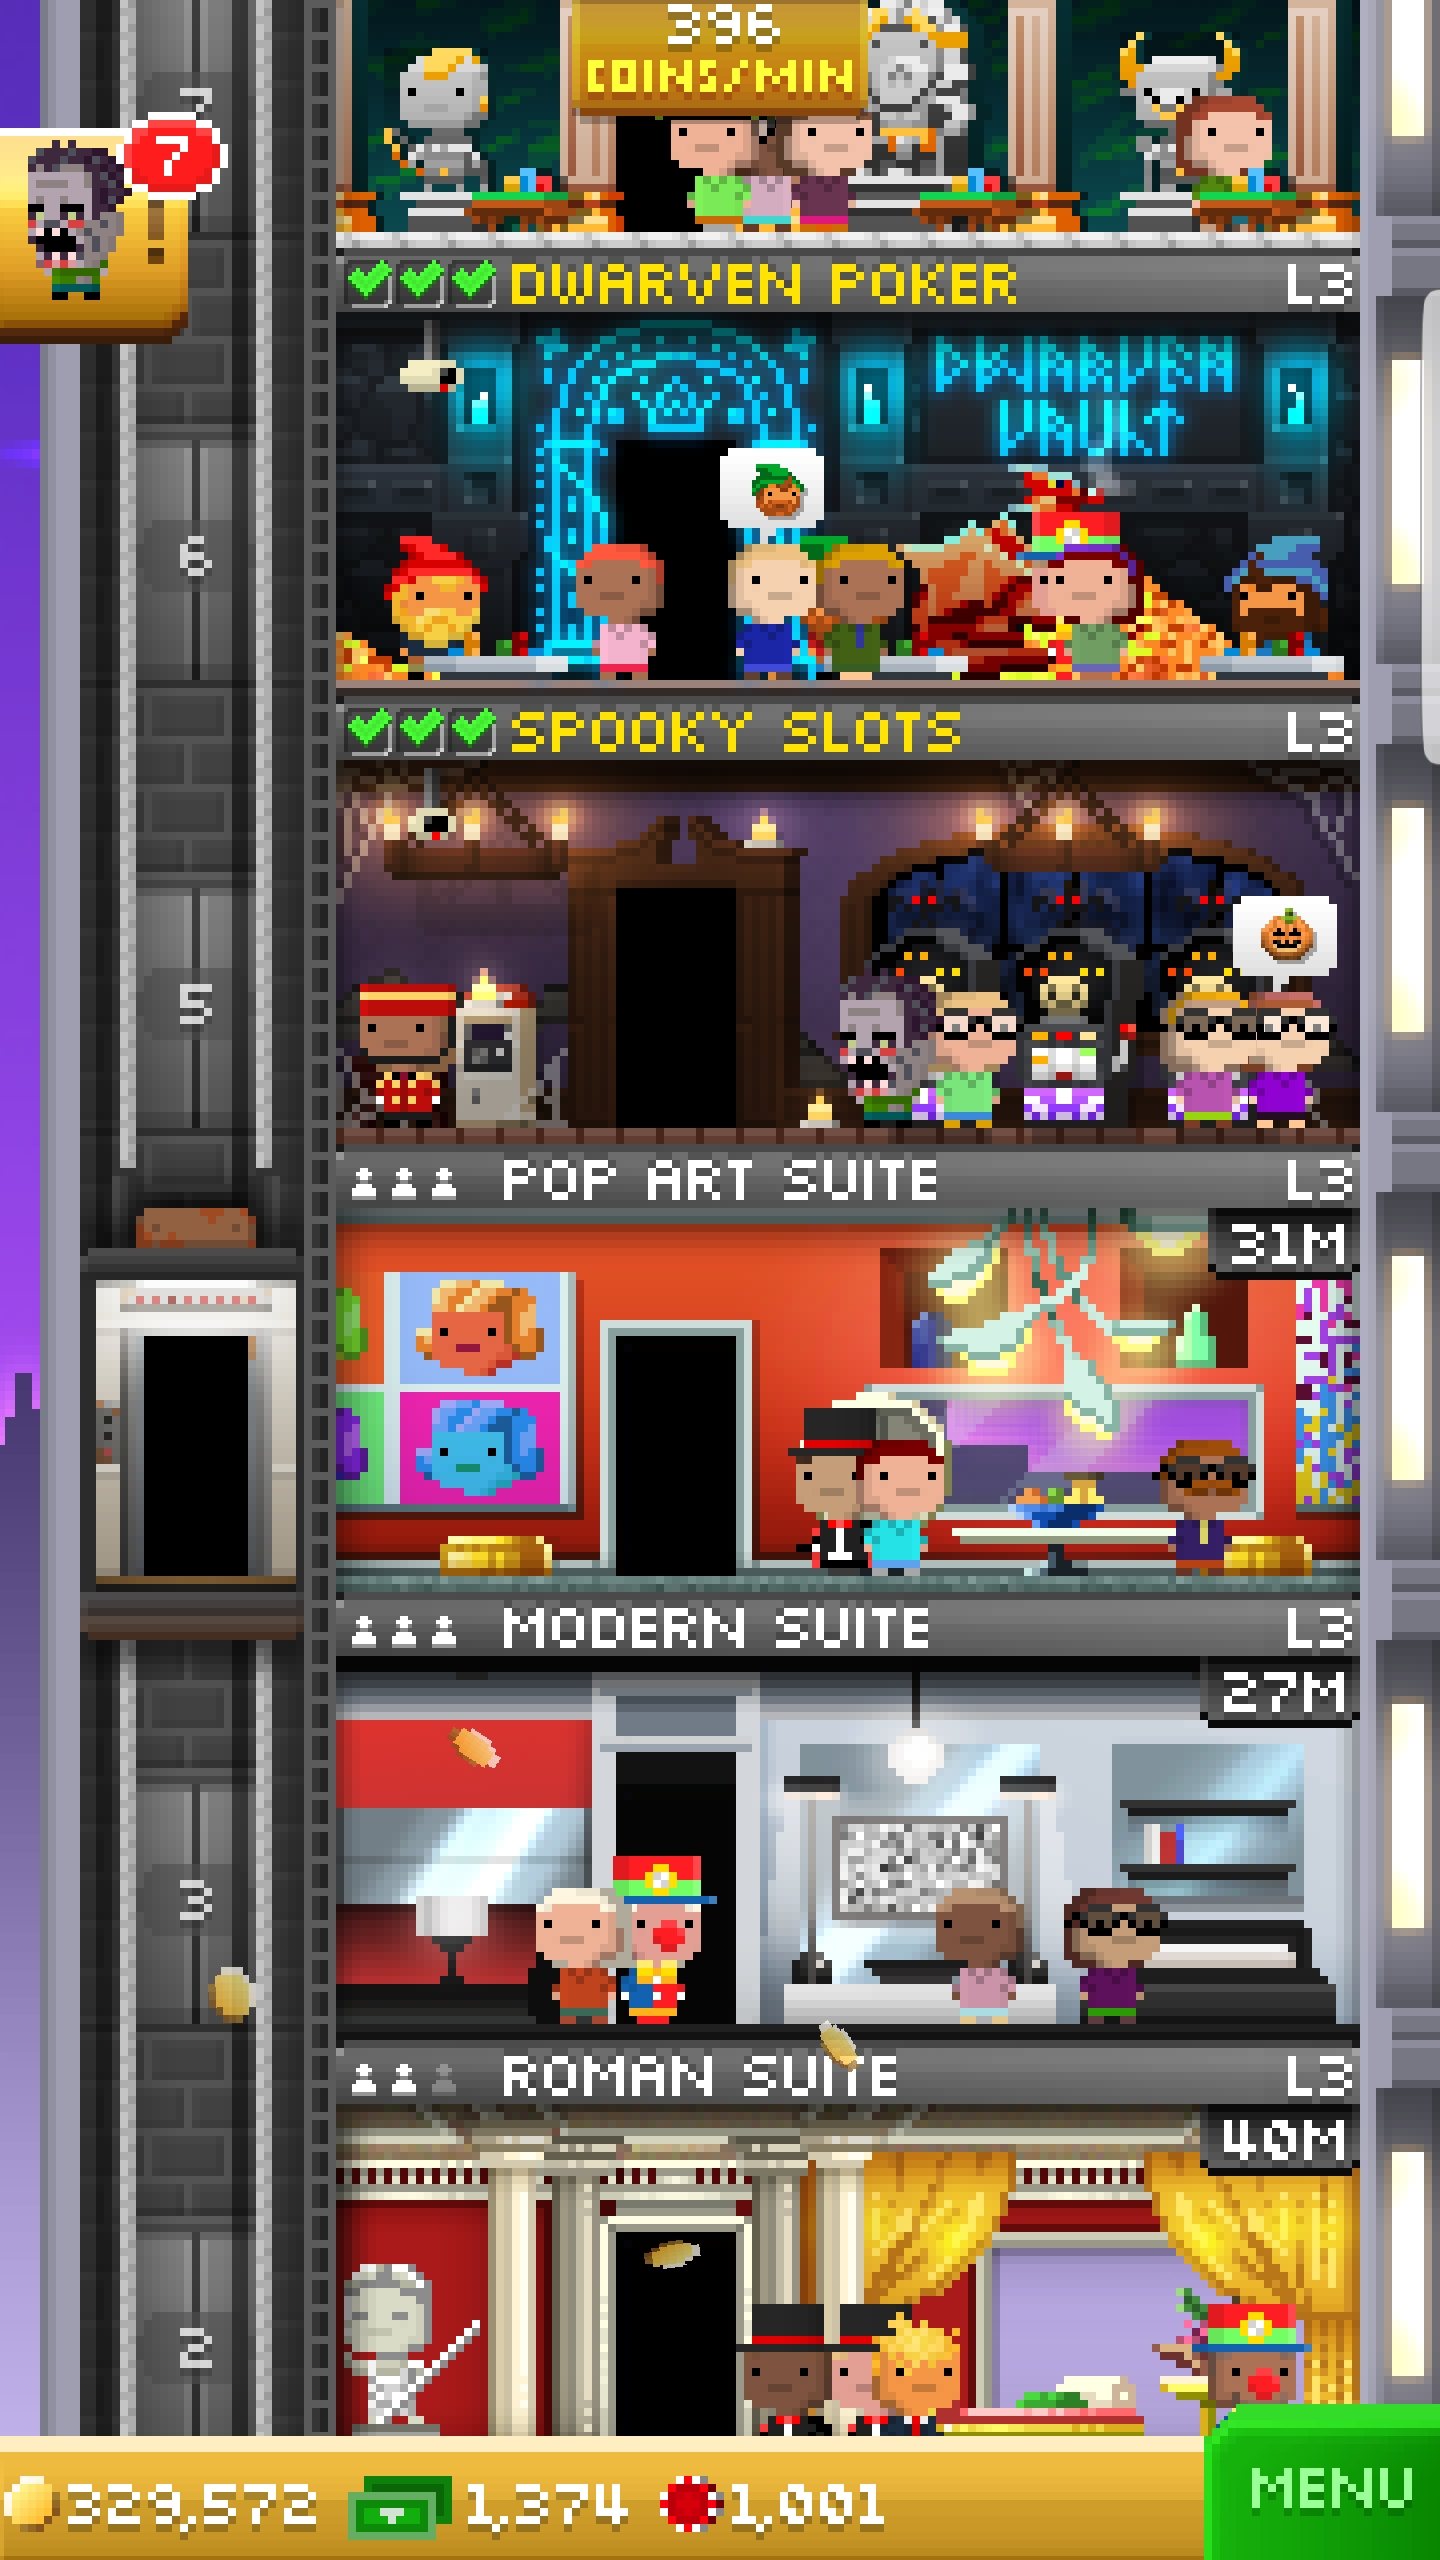 396
COINS/MIN
7
7
!
DWARVEN POKER L3
DWARVEN
VAULT
6
SPOOKY SLOTS L3
5
POP ART SUITE L3
31M
MODERN SUITE L3
27M
3
ROMAN SUITE L3
40M
2
329,572 1,374 1,001
MENU